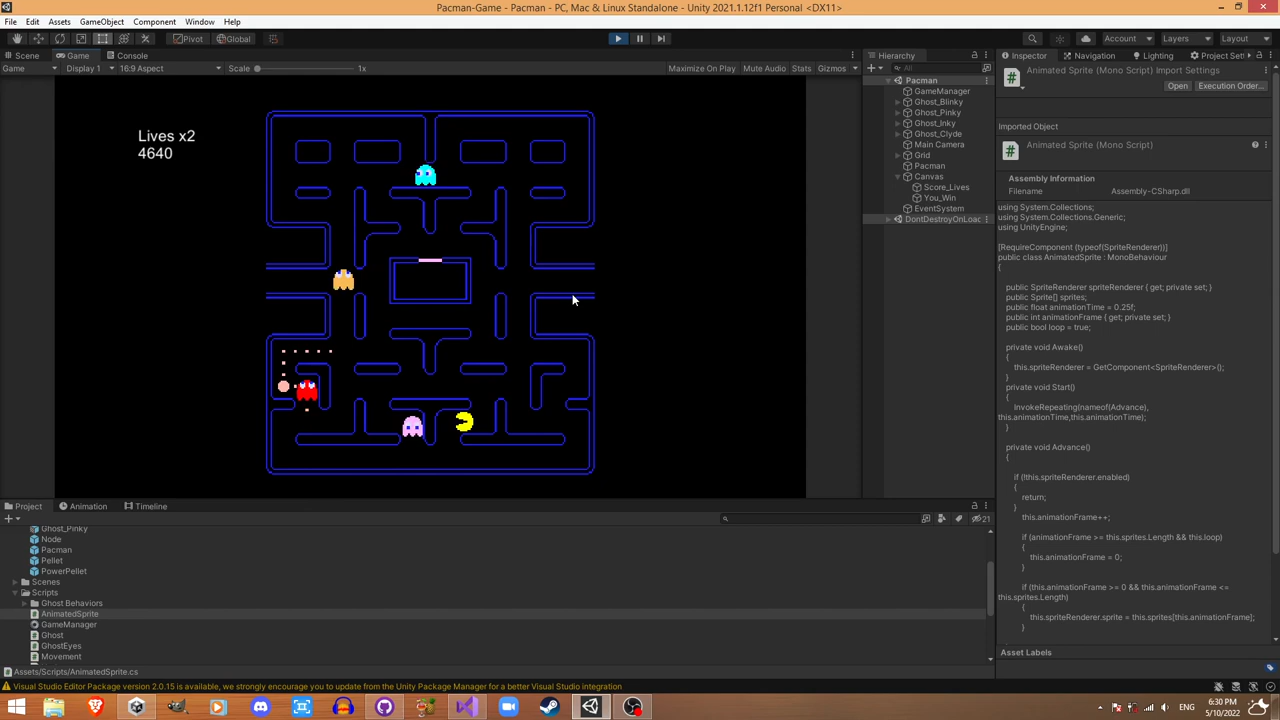 Pacman-Game - Pacman - PC, Mac & Linux Standalone - Unity 2021.1.12f1 Personal <DX11>
File Edit Assets GameObject Component Window Help
Pivot Global Account Layers Layout
Scene Game Console
Game Display 1 16:9 Aspect Scale 1x Maximize On Play Mute Audio Stats Gizmos
Lives x2
4640
Hierarchy
All
Pacman
GameManager
Ghost_Blinky
Ghost_Pinky
Ghost_Inky
Ghost_Clyde
Main Camera
Grid
Pacman
Canvas
Score_Lives
You_Win
EventSystem
DontDestroyOnLoad
Inspector Navigation Lighting Project Sett
Animated Sprite (Mono Script) Import Settings
Open Execution Order...
Imported Object
Animated Sprite (Mono Script)
Assembly Information
Filename Assembly-CSharp.dll
using System.Collections;
using System.Collections.Generic;
using UnityEngine;
[RequireComponent (typeof(SpriteRenderer))]
public class AnimatedSprite : MonoBehaviour
{
public SpriteRenderer spriteRenderer { get; private set; }
public Sprite[] sprites;
public float animationTime = 0.25f;
public int animationFrame { get; private set; }
public bool loop = true;
private void Awake()
{
this.spriteRenderer = GetComponent<SpriteRenderer>();
}
private void Start()
{
InvokeRepeating(nameof(Advance),
this.animationTime,this.animationTime);
}
private void Advance()
{
if (!this.spriteRenderer.enabled)
{
return;
}
this.animationFrame++;
if (animationFrame >= this.sprites.Length && this.loop)
{
this.animationFrame = 0;
}
if (this.animationFrame >= 0 && this.animationFrame <=
this.sprites.Length)
{
this.spriteRenderer.sprite = this.sprites[this.animationFrame];
}
Asset Labels
Project Animation Timeline
21
Ghost_Pinky
Node
Pacman
Pellet
PowerPellet
Scenes
Scripts
Ghost Behaviors
AnimatedSprite
GameManager
Ghost
GhostEyes
Movement
Assets/Scripts/AnimatedSprite.cs
Visual Studio Editor Package version 2.0.15 is available, we strongly encourage you to update from the Unity Package Manager for a better Visual Studio integration
ENG
6:30 PM
5/10/2022